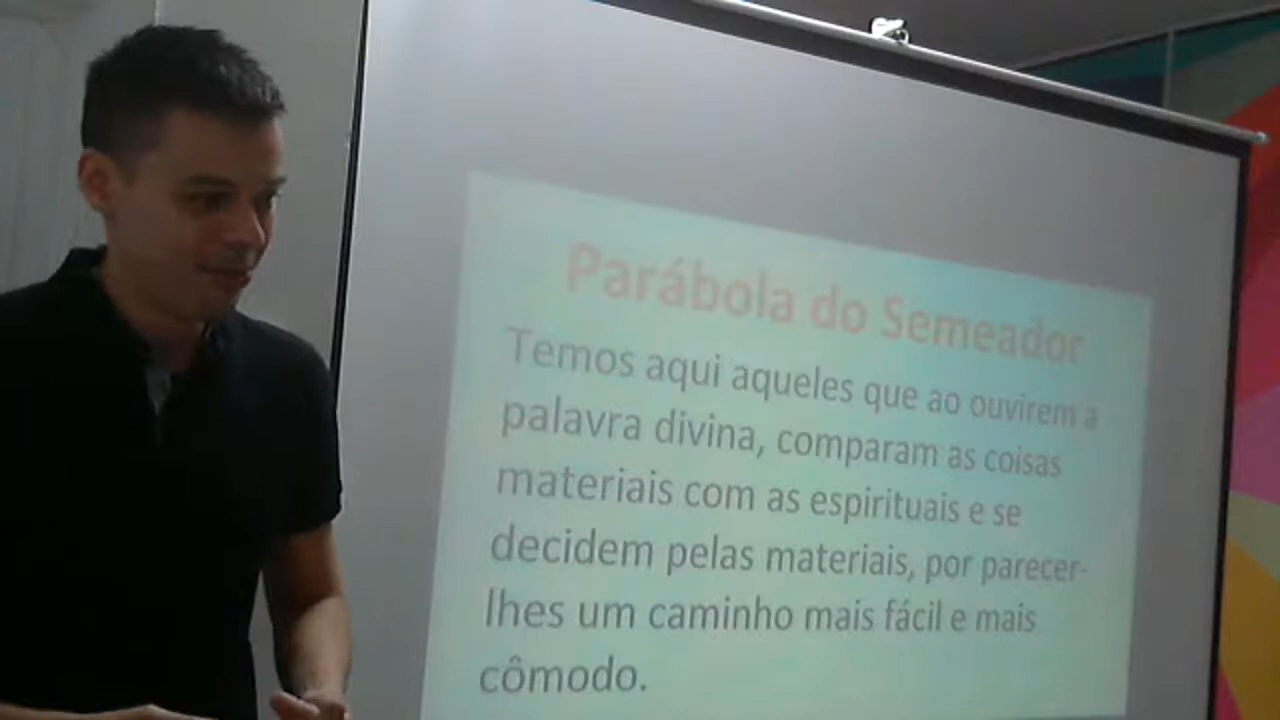 Parábola do Semeador
Temos aqui aqueles que ao ouvirem a
palavra divina, comparam as coisas
materiais com as espirituais e se
decidem pelas materiais, por parecer-
lhes um caminho mais fácil e mais
cômodo.